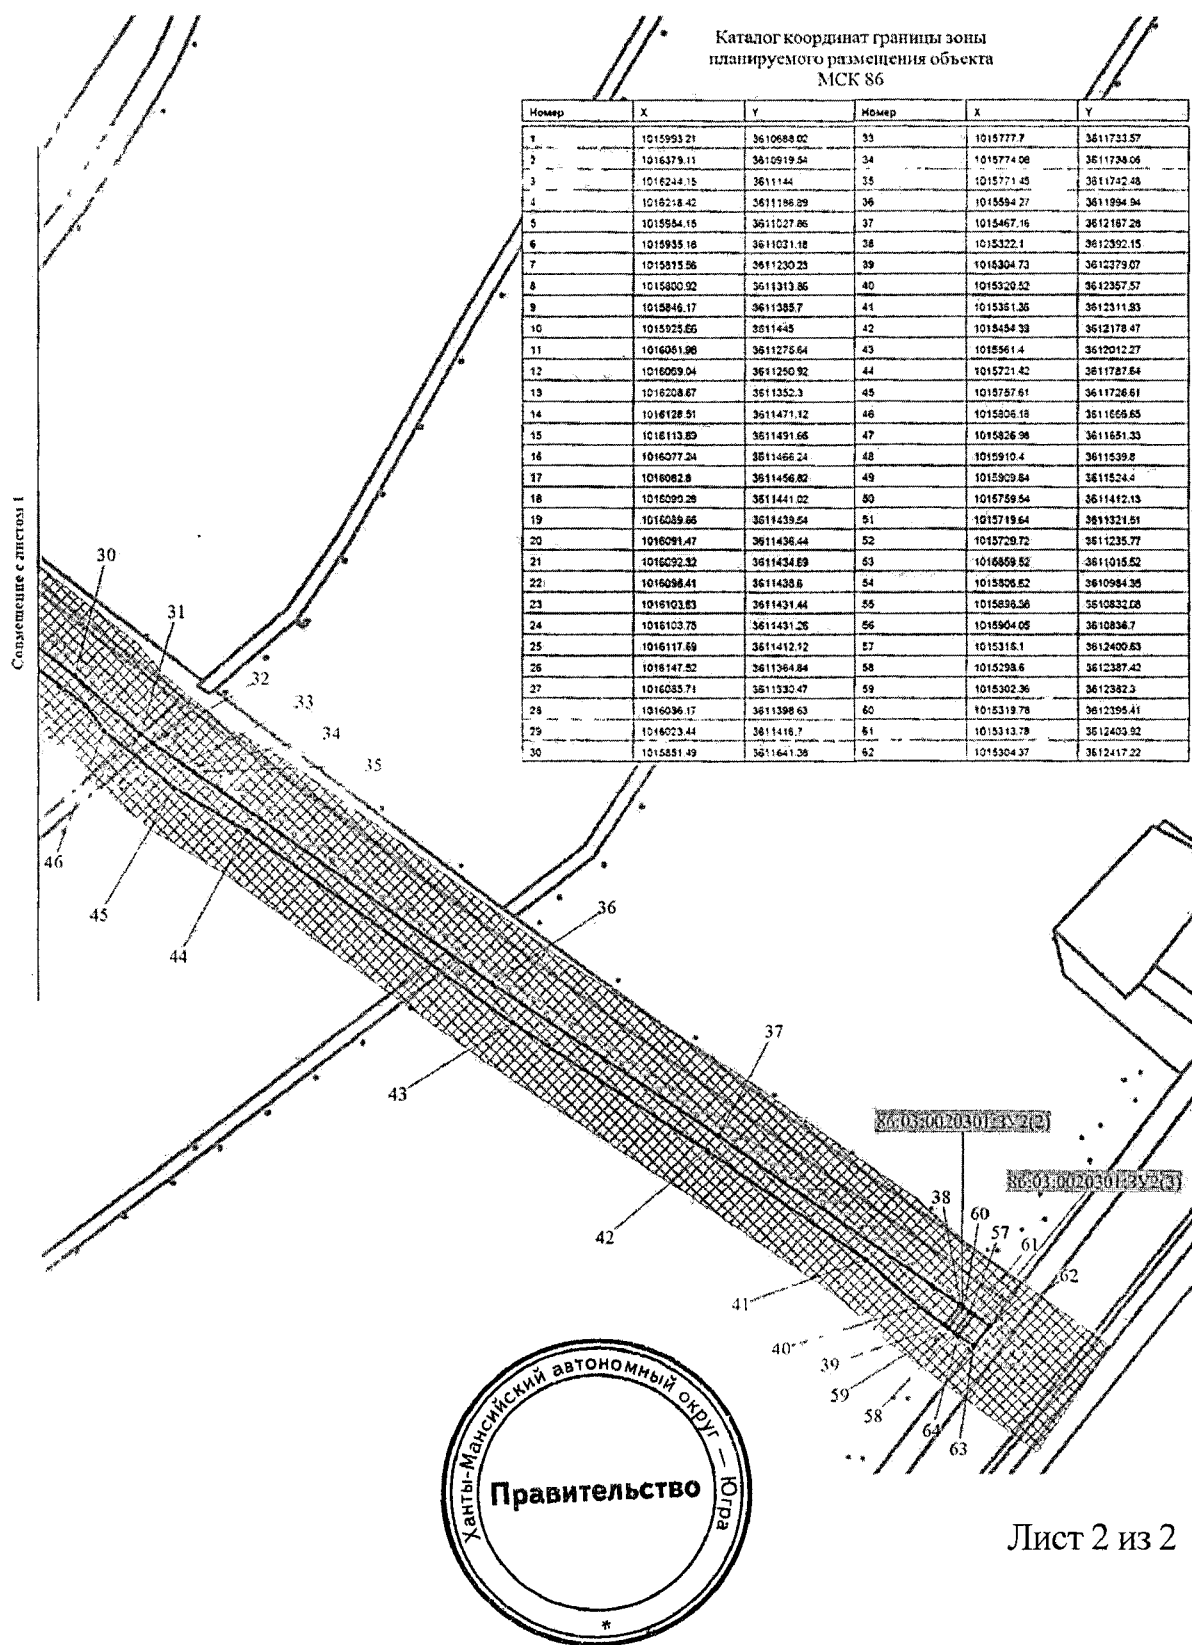 Каталог координат границы зоны
планируемого размещения объекта
МСК 86
Номер X Y Номер X Y
1 1015993.21 3610688.02 33 1015777.7 3611733.57
2 1016379.11 3610919.54 34 1015774.06 3611738.06
3 1016244.15 3611144 35 1015771.45 3611742.48
4 1016218.42 3611186.89 36 1015594.27 3611994.94
5 1015954.15 3611027.86 37 1015467.16 3612167.28
6 1015935.18 3611031.18 38 1015322.1 3612392.15
7 1015815.56 3611230.23 39 1015304.73 3612379.07
8 1015800.92 3611313.86 40 1015320.52 3612357.57
9 1015846.17 3611385.7 41 1015351.36 3612311.93
10 1015925.66 3611445 42 1015454.39 3612178.47
11 1016051.98 3611275.64 43 1015561.4 3612012.27
12 1016069.04 3611250.92 44 1015721.42 3611787.64
13 1016208.67 3611352.3 45 1015757.61 3611726.61
14 1016128.51 3611471.12 46 1015806.18 3611666.65
15 1016113.89 3611491.66 47 1015826.98 3611651.33
16 1016077.24 3611466.24 48 1015910.4 3611539.8
17 1016082.8 3611456.82 49 1015909.84 3611524.4
18 1016090.28 3611441.02 50 1015759.54 3611412.13
19 1016089.66 3611439.54 51 1015719.64 3611321.51
20 1016091.47 3611436.44 52 1015729.72 3611235.77
21 1016092.32 3611434.89 53 1015859.52 3611015.52
22 1016098.41 3611438.6 54 1015806.62 3610984.36
23 1016103.63 3611431.44 55 1015896.36 3610832.08
24 1016103.75 3611431.26 56 1015904.05 3610836.7
25 1016117.69 3611412.12 57 1015316.1 3612400.63
26 1016147.52 3611364.84 58 1015298.6 3612387.42
27 1016085.71 3611330.47 59 1015302.36 3612382.3
28 1016036.17 3611398.63 60 1015319.78 3612395.41
29 1016023.44 3611416.7 61 1015313.78 3612403.92
30 1015851.49 3611641.36 62 1015304.37 3612417.22
Совмещение с листом 1
30
31
32
33
34
35
46
45
44
36
43
37
86:03:0020301:ЗУ2(2)
86:03:0020301:ЗУ2(3)
38
60
57
61
62
42
41
40
39
59
58
64
63
Ханты-Мансийский автономный округ — Югра
Правительство
*
Лист 2 из 2